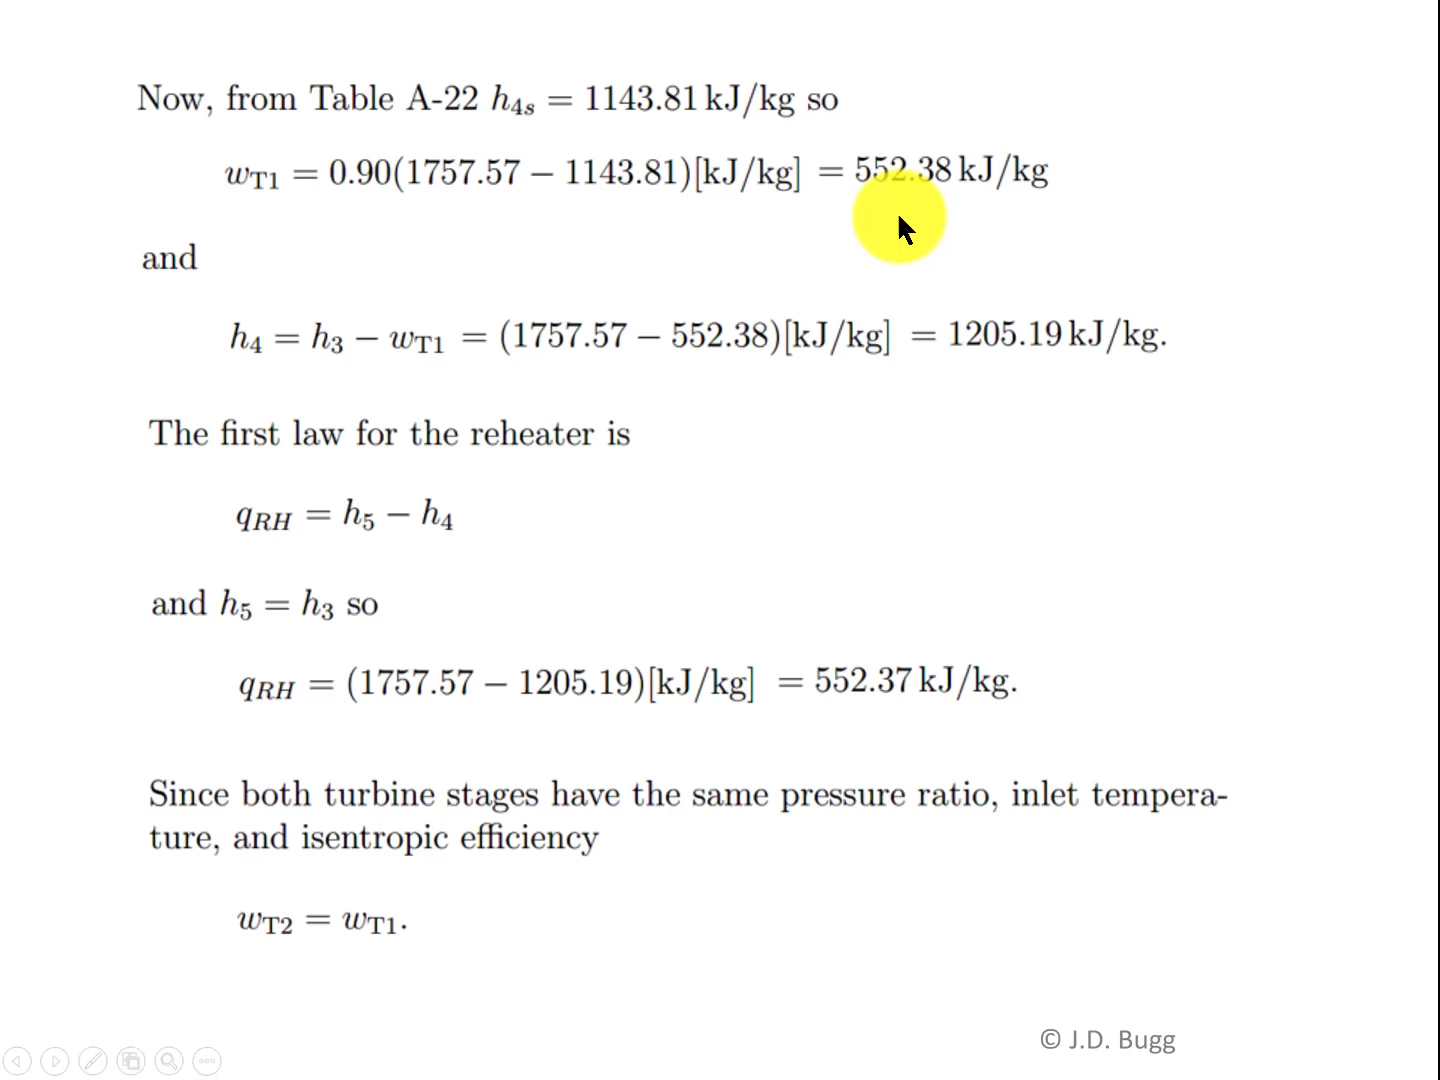 Now, from Table A-22 h4s = 1143.81 kJ/kg so
wT1 = 0.90(1757.57 − 1143.81)[kJ/kg] = 552.38 kJ/kg
and
h4 = h3 − wT1 = (1757.57 − 552.38)[kJ/kg] = 1205.19 kJ/kg.
The first law for the reheater is
qRH = h5 − h4
and h5 = h3 so
qRH = (1757.57 − 1205.19)[kJ/kg] = 552.37 kJ/kg.
Since both turbine stages have the same pressure ratio, inlet tempera-
ture, and isentropic efficiency
wT2 = wT1.
© J.D. Bugg